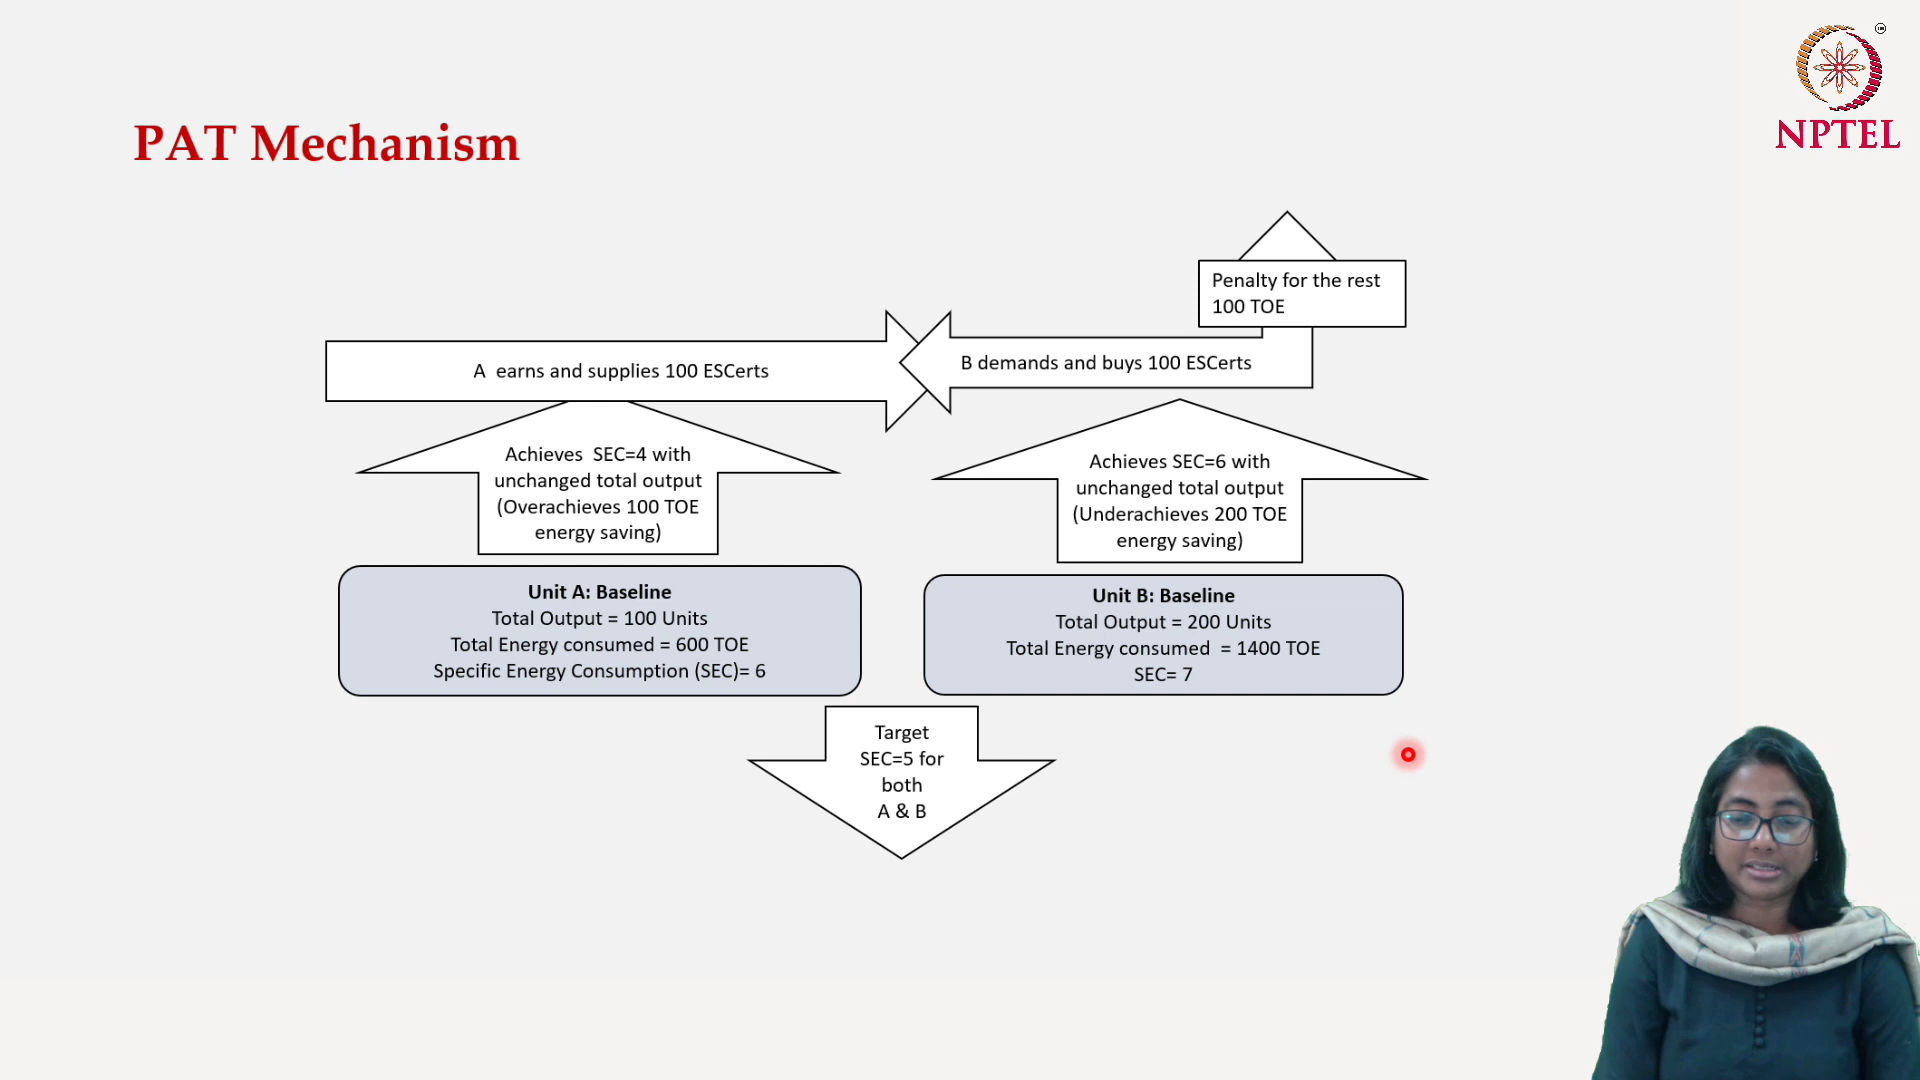 NPTEL
PAT Mechanism
Penalty for the rest
100 TOE
A earns and supplies 100 ESCerts
B demands and buys 100 ESCerts
Achieves SEC=4 with
unchanged total output
(Overachieves 100 TOE
energy saving)
Achieves SEC=6 with
unchanged total output
(Underachieves 200 TOE
energy saving)
Unit A: Baseline
Total Output = 100 Units
Total Energy consumed = 600 TOE
Specific Energy Consumption (SEC)= 6
Unit B: Baseline
Total Output = 200 Units
Total Energy consumed = 1400 TOE
SEC= 7
Target
SEC=5 for
both
A & B